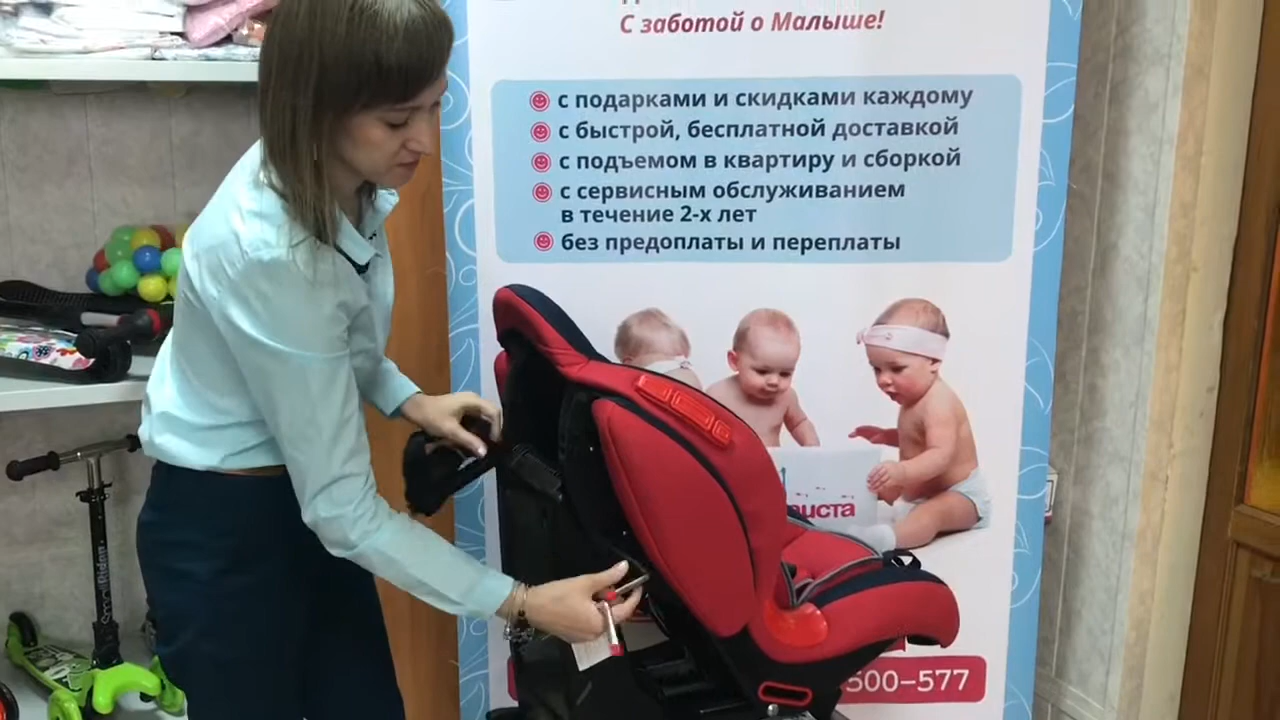 С заботой о Малыше!
с подарками и скидками каждому
с быстрой, бесплатной доставкой
с подъемом в квартиру и сборкой
с сервисным обслуживанием
в течение 2-х лет
без предоплаты и переплаты
500–577